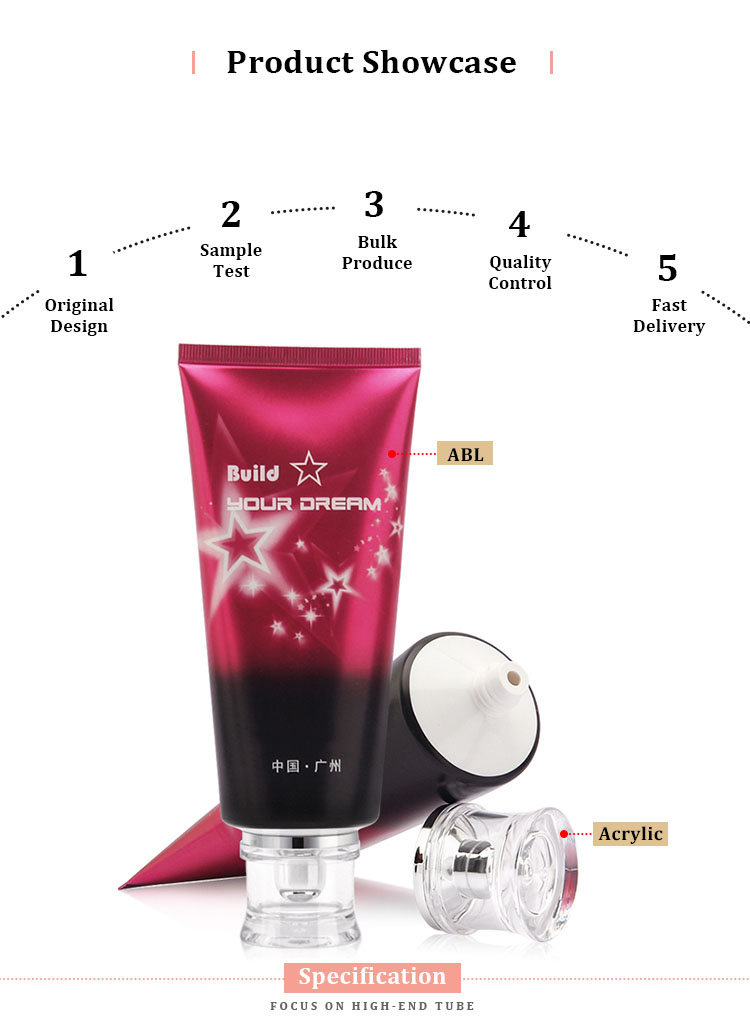 Product Showcase
1
Original
Design
2
Sample
Test
3
Bulk
Produce
4
Quality
Control
5
Fast
Delivery
ABL
Build
YOUR DREAM
中国·广州
Acrylic
Specification
FOCUS ON HIGH-END TUBE